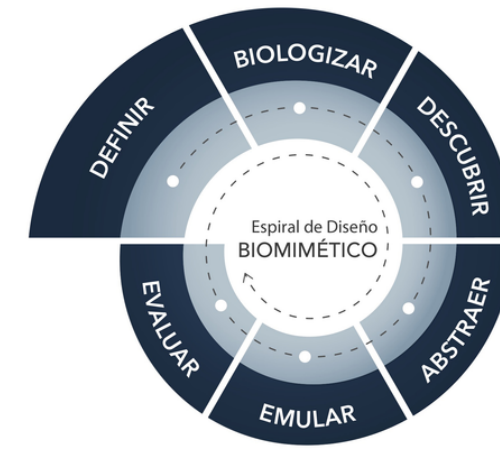 DEFINIR
BIOLOGIZAR
DESCUBRIR
ABSTRAER
EMULAR
EVALUAR
Espiral de Diseño
BIOMIMÉTICO